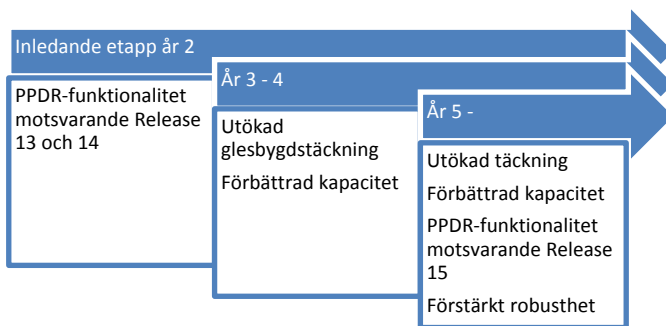 Inledande etapp år 2
PPDR-funktionalitet
motsvarande Release
13 och 14
År 3 - 4
Utökad
glesbygdstäckning
Förbättrad kapacitet
År 5 -
Utökad täckning
Förbättrad kapacitet
PPDR-funktionalitet
motsvarande Release
15
Förstärkt robusthet